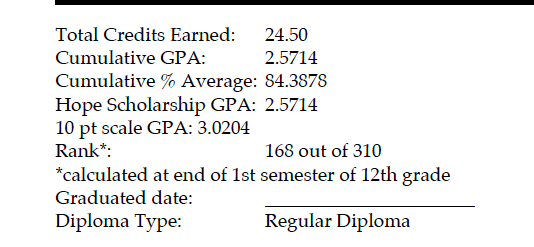 Total Credits Earned: 24.50
Cumulative GPA: 2.5714
Cumulative % Average: 84.3878
Hope Scholarship GPA: 2.5714
10 pt scale GPA: 3.0204
Rank*: 168 out of 310
*calculated at end of 1st semester of 12th grade
Graduated date: ____________________
Diploma Type: Regular Diploma